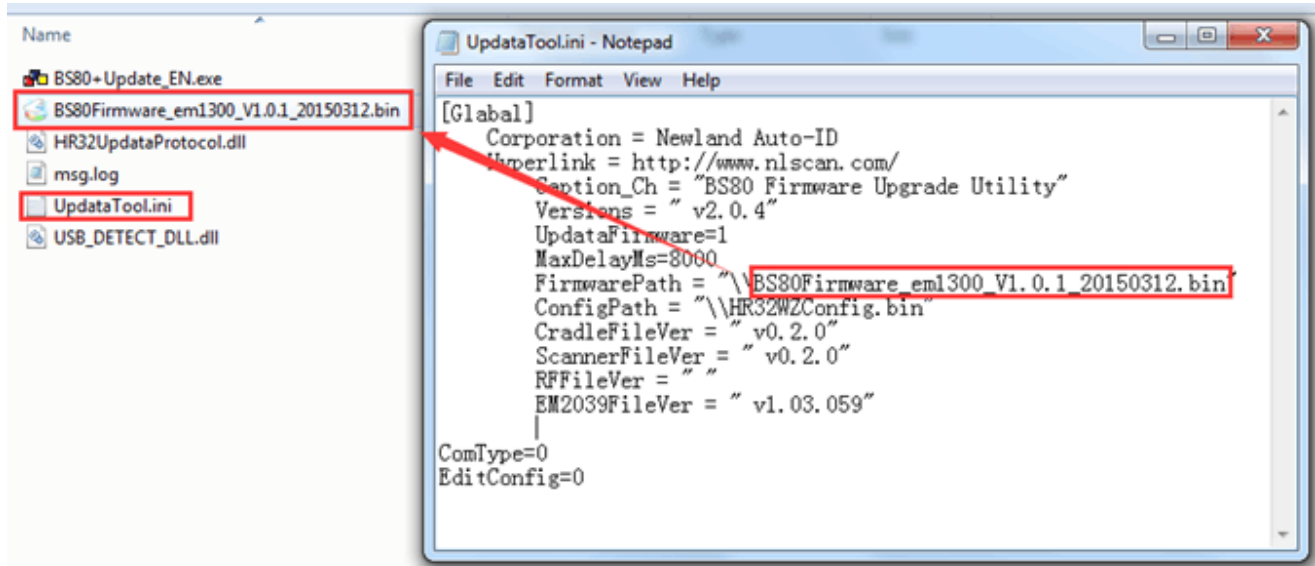 Name
BS80+Update_EN.exe
BS80Firmware_em1300_V1.0.1_20150312.bin
HR32UpdataProtocol.dll
msg.log
UpdataTool.ini
USB_DETECT_DLL.dll
UpdataTool.ini - Notepad
File Edit Format View Help
[Glabal]
Corporation = Newland Auto-ID
Hyperlink = http://www.nlscan.com/
Caption_Ch = "BS80 Firmware Upgrade Utility"
Versions = " v2.0.4"
UpdataFirmware=1
MaxDelayMs=8000
FirmwarePath = "\\BS80Firmware_em1300_V1.0.1_20150312.bin"
ConfigPath = "\\HR32WZConfig.bin"
CradleFileVer = " v0.2.0"
ScannerFileVer = " v0.2.0"
RFFileVer = " "
EM2039FileVer = " v1.03.059"
ComType=0
EditConfig=0